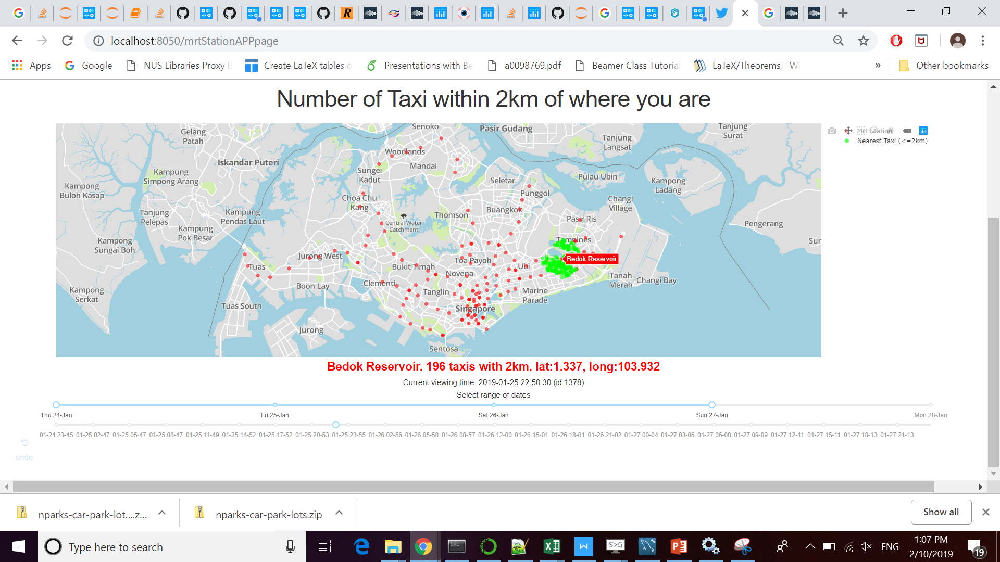 localhost:8050/mrtStationAPPpage
Apps
Google
NUS Libraries Proxy
Create LaTeX tables o
Presentations with Be
a0098769.pdf
Beamer Class Tutorial
LaTeX/Theorems - Wi
»
Other bookmarks
Number of Taxi within 2km of where you are
Mrt Station
Nearest Taxi (<=2km)
Gelang
Patah
Senoko
Pasir Gudang
Tanjung
Surat
Tanjung
Langsat
Woodlands
Iskandar Puteri
Mandai
Kampung
Simpong Arang
Sungei
Kadut
Pulau Ubin
Seletar
Kampong
Ladang
Kampong
Buloh Kasap
Punggol
Choa Chu
Kang
Changi
Village
Tanjung
Pelepas
Kampung
Pendas Laut
Buangkok
Thomson
Central Water
Catchment
Pasir Ris
Pengerang
Kampung
Pok Besar
Tampines
Kampung
Sungai Boh
Sun
Jurong West
Toa Payoh
Bedok Reservoir
Tuas
Bukit Timah
Ubi
Novena
Tanah
Merah
Changi Bay
Clementi
Boon Lay
Tanglin
Marine
Parade
Kampong
Serkat
Tuas South
Singapore
Jurong
Sentosa
Bedok Reservoir. 196 taxis with 2km. lat:1.337, long:103.932
Current viewing time: 2019-01-25 22:50:30 (id:1378)
Select range of dates
Thu 24-Jan Fri 25-Jan Sat 26-Jan Sun 27-Jan Mon 28-Jan
01-24 23-45 01-25 02-47 01-25 05-47 01-25 08-47 01-25 11-49 01-25 14-52 01-25 17-52 01-25 20-53 01-25 23-55 01-26 02-56 01-26 05-58 01-26 08-57 01-26 12-00 01-26 15-01 01-26 18-01 01-26 21-02 01-27 00-04 01-27 03-06 01-27 06-08 01-27 09-09 01-27 12-11 01-27 15-11 01-27 18-13 01-27 21-13
undo
nparks-car-park-lot....z...
nparks-car-park-lots.zip
Show all
Type here to search
ENG
1:07 PM
2/10/2019
19